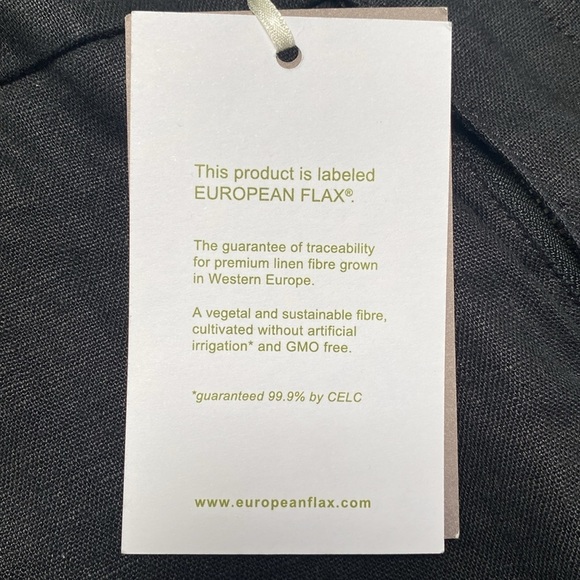 This product is labeled
EUROPEAN FLAX®.
The guarantee of traceability
for premium linen fibre grown
in Western Europe.
A vegetal and sustainable fibre,
cultivated without artificial
irrigation* and GMO free.
*guaranteed 99.9% by CELC
www.europeanflax.com